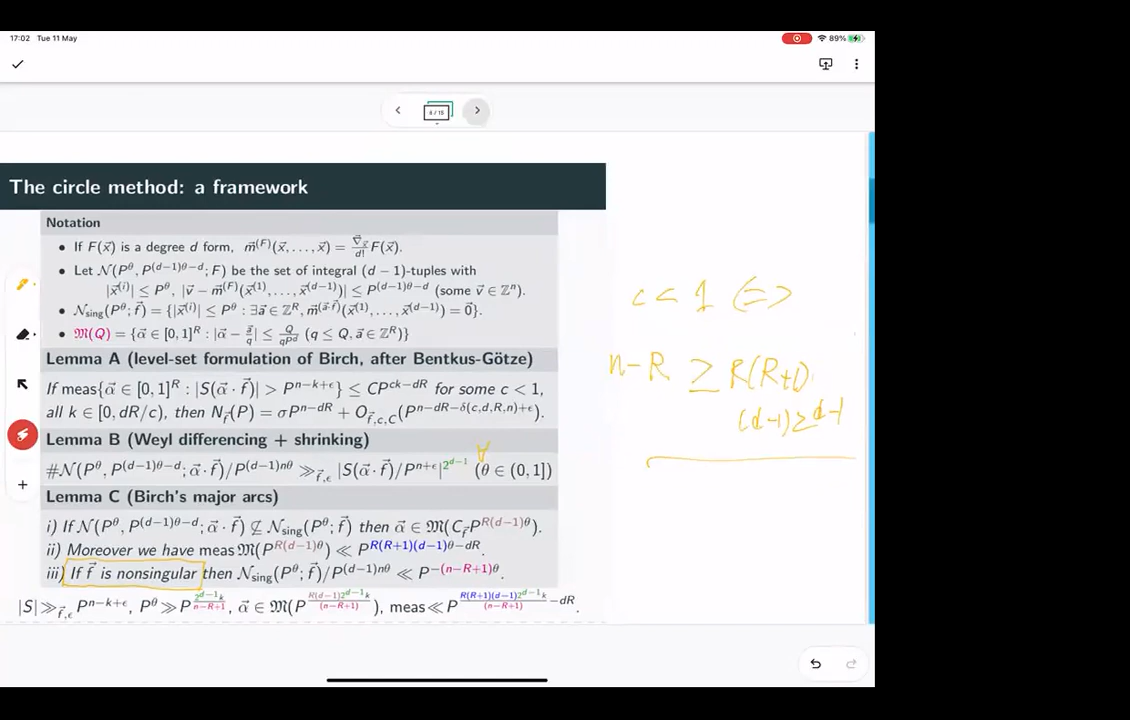 17:02 Tue 11 May
89%
6 / 15
The circle method: a framework
Notation
• If F(x⃗) is a degree d form, m⃗^(F)(x⃗, …, x⃗) = ∇⃗_x⃗/d! F(x⃗).
• Let 𝒩(P^θ, P^{(d−1)θ−d}; F) be the set of integral (d − 1)-tuples with
|x⃗^(i)| ≤ P^θ, |v⃗ − m⃗^(F)(x⃗^(1), …, x⃗^(d−1))| ≤ P^{(d−1)θ−d} (some v⃗ ∈ ℤ^n).
• 𝒩_sing(P^θ; f⃗) = {|x⃗^(i)| ≤ P^θ : ∃a⃗ ∈ ℤ^R, m⃗^(a⃗·f⃗)(x⃗^(1), …, x⃗^(d−1)) = 0⃗}.
• 𝔐(Q) = {α⃗ ∈ [0, 1]^R : |α⃗ − a⃗/q| ≤ Q/(qP^d) (q ≤ Q, a⃗ ∈ ℤ^R)}
Lemma A (level-set formulation of Birch, after Bentkus-Götze)
If meas{α⃗ ∈ [0, 1]^R : |S(α⃗ · f⃗)| > P^{n−k+ϵ}} ≤ CP^{ck−dR} for some c < 1,
all k ∈ [0, dR/c), then N_f⃗(P) = σP^{n−dR} + O_{f⃗,c,C}(P^{n−dR−δ(c,d,R,n)+ϵ}).
Lemma B (Weyl differencing + shrinking)
#𝒩(P^θ, P^{(d−1)θ−d}; α⃗ · f⃗)/P^{(d−1)nθ} ≫_{f⃗,ϵ} |S(α⃗ · f⃗)/P^{n+ϵ}|^{2^{d−1}} (θ ∈ (0, 1])
∀
Lemma C (Birch's major arcs)
i) If 𝒩(P^θ, P^{(d−1)θ−d}; α⃗ · f⃗) ⊈ 𝒩_sing(P^θ; f⃗) then α⃗ ∈ 𝔐(C_f⃗ P^{R(d−1)θ}).
ii) Moreover we have meas 𝔐(P^{R(d−1)θ}) ≪ P^{R(R+1)(d−1)θ−dR}.
iii) If f⃗ is nonsingular then 𝒩_sing(P^θ; f⃗)/P^{(d−1)nθ} ≪ P^{−(n−R+1)θ}.
|S| ≫_{f⃗,ϵ} P^{n−k+ϵ}, P^θ ≫ P^{2^{d−1}k/(n−R+1)}, α⃗ ∈ 𝔐(P^{R(d−1)2^{d−1}k/(n−R+1)}), meas ≪ P^{R(R+1)(d−1)2^{d−1}k/(n−R+1) − dR}.
c < 1 ⟺
n−R ≥ R(R+1)
(d−1)2^{d−1}